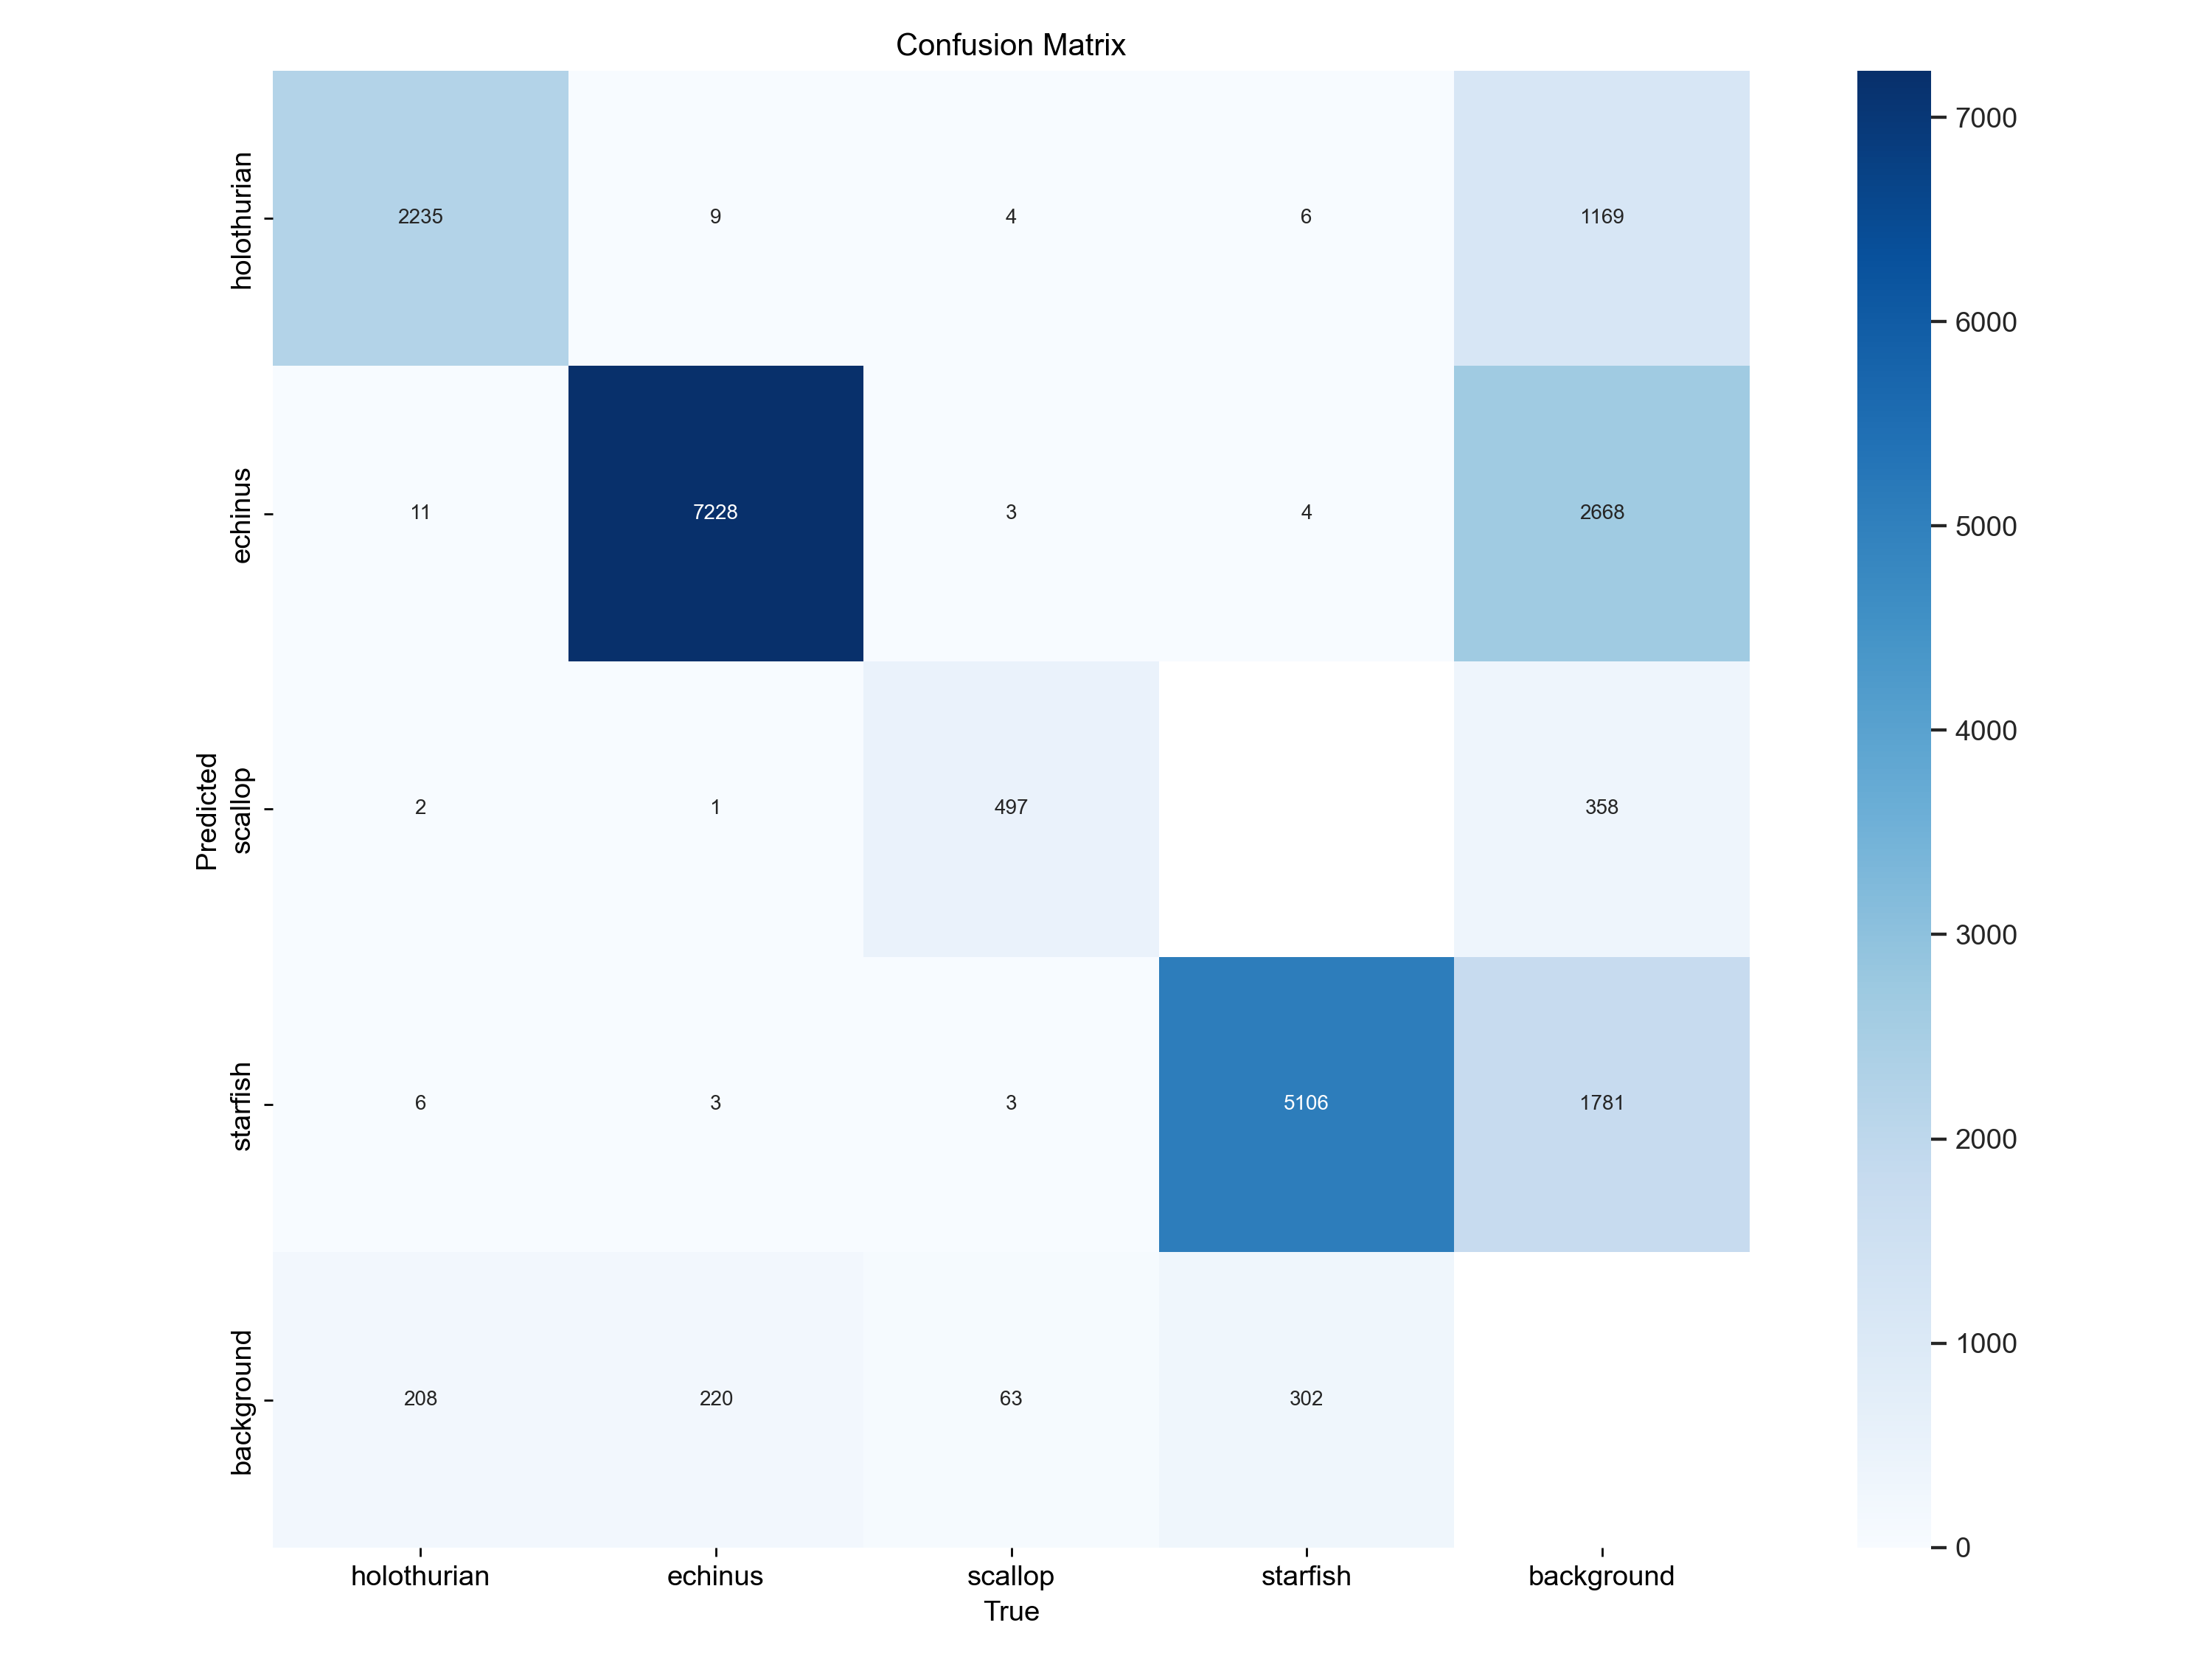 Confusion Matrix
holothurian
2235 9 4 6 1169
echinus
11 7228 3 4 2668
Predicted
scallop
2 1 497 358
starfish
6 3 3 5106 1781
background
208 220 63 302
holothurian echinus scallop starfish background
True
7000
6000
5000
4000
3000
2000
1000
0